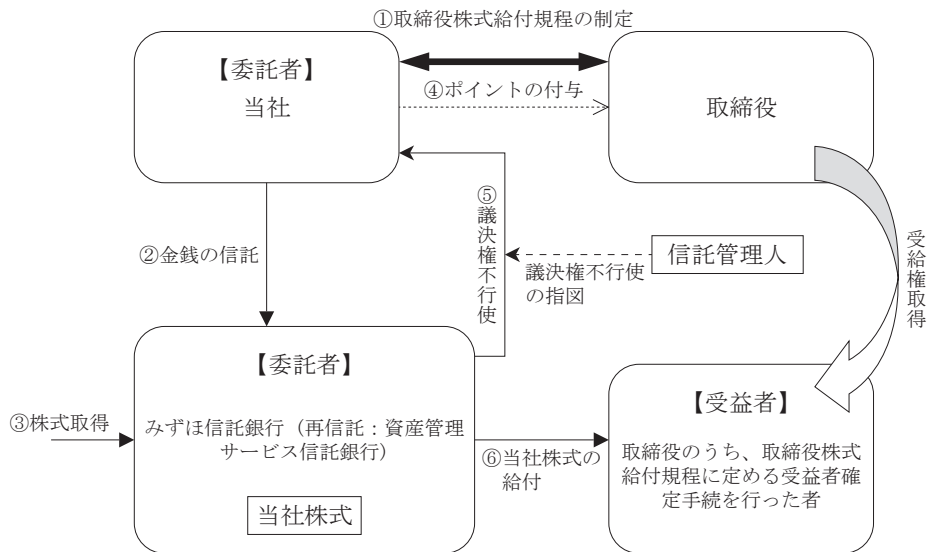 ①取締役株式給付規程の制定
【委託者】
当社
④ポイントの付与
取締役
②金銭の信託
⑤議決権不行使
信託管理人
議決権不行使
の指図
受給権取得
【委託者】
③株式取得
みずほ信託銀行（再信託：資産管理
サービス信託銀行）
当社株式
⑥当社株式の
給付
【受益者】
取締役のうち、取締役株式
給付規程に定める受益者確
定手続を行った者